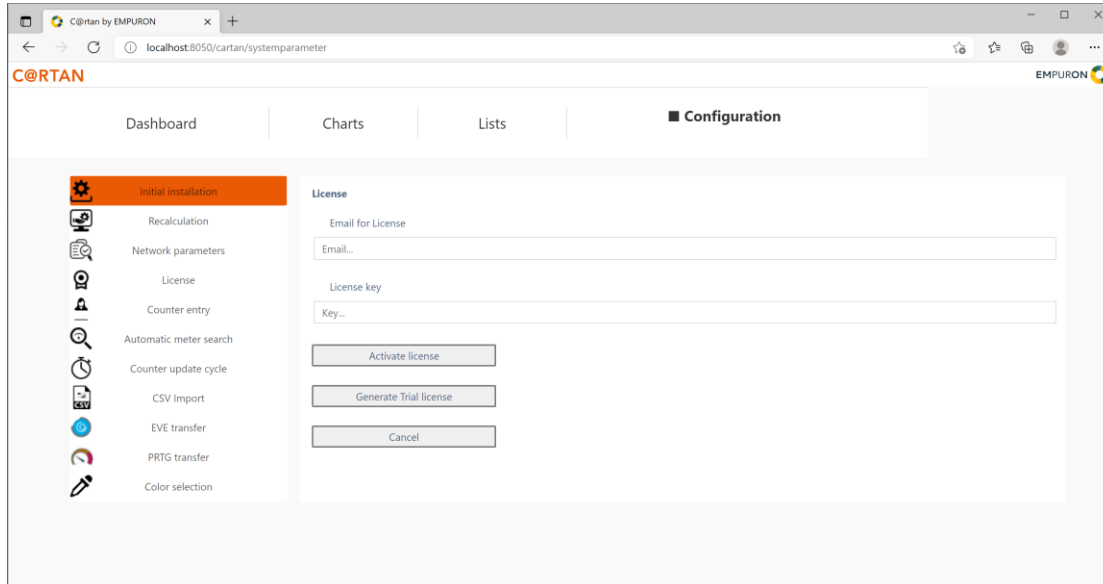 C@rtan by EMPURON
localhost:8050/cartan/systemparameter
C@RTAN
EMPURON
Dashboard
Charts
Lists
■ Configuration
Initial installation
Recalculation
Network parameters
License
Counter entry
Automatic meter search
Counter update cycle
CSV
CSV Import
EVE transfer
PRTG transfer
Color selection
License
Email for License
Email...
License key
Key...
Activate license
Generate Trial license
Cancel